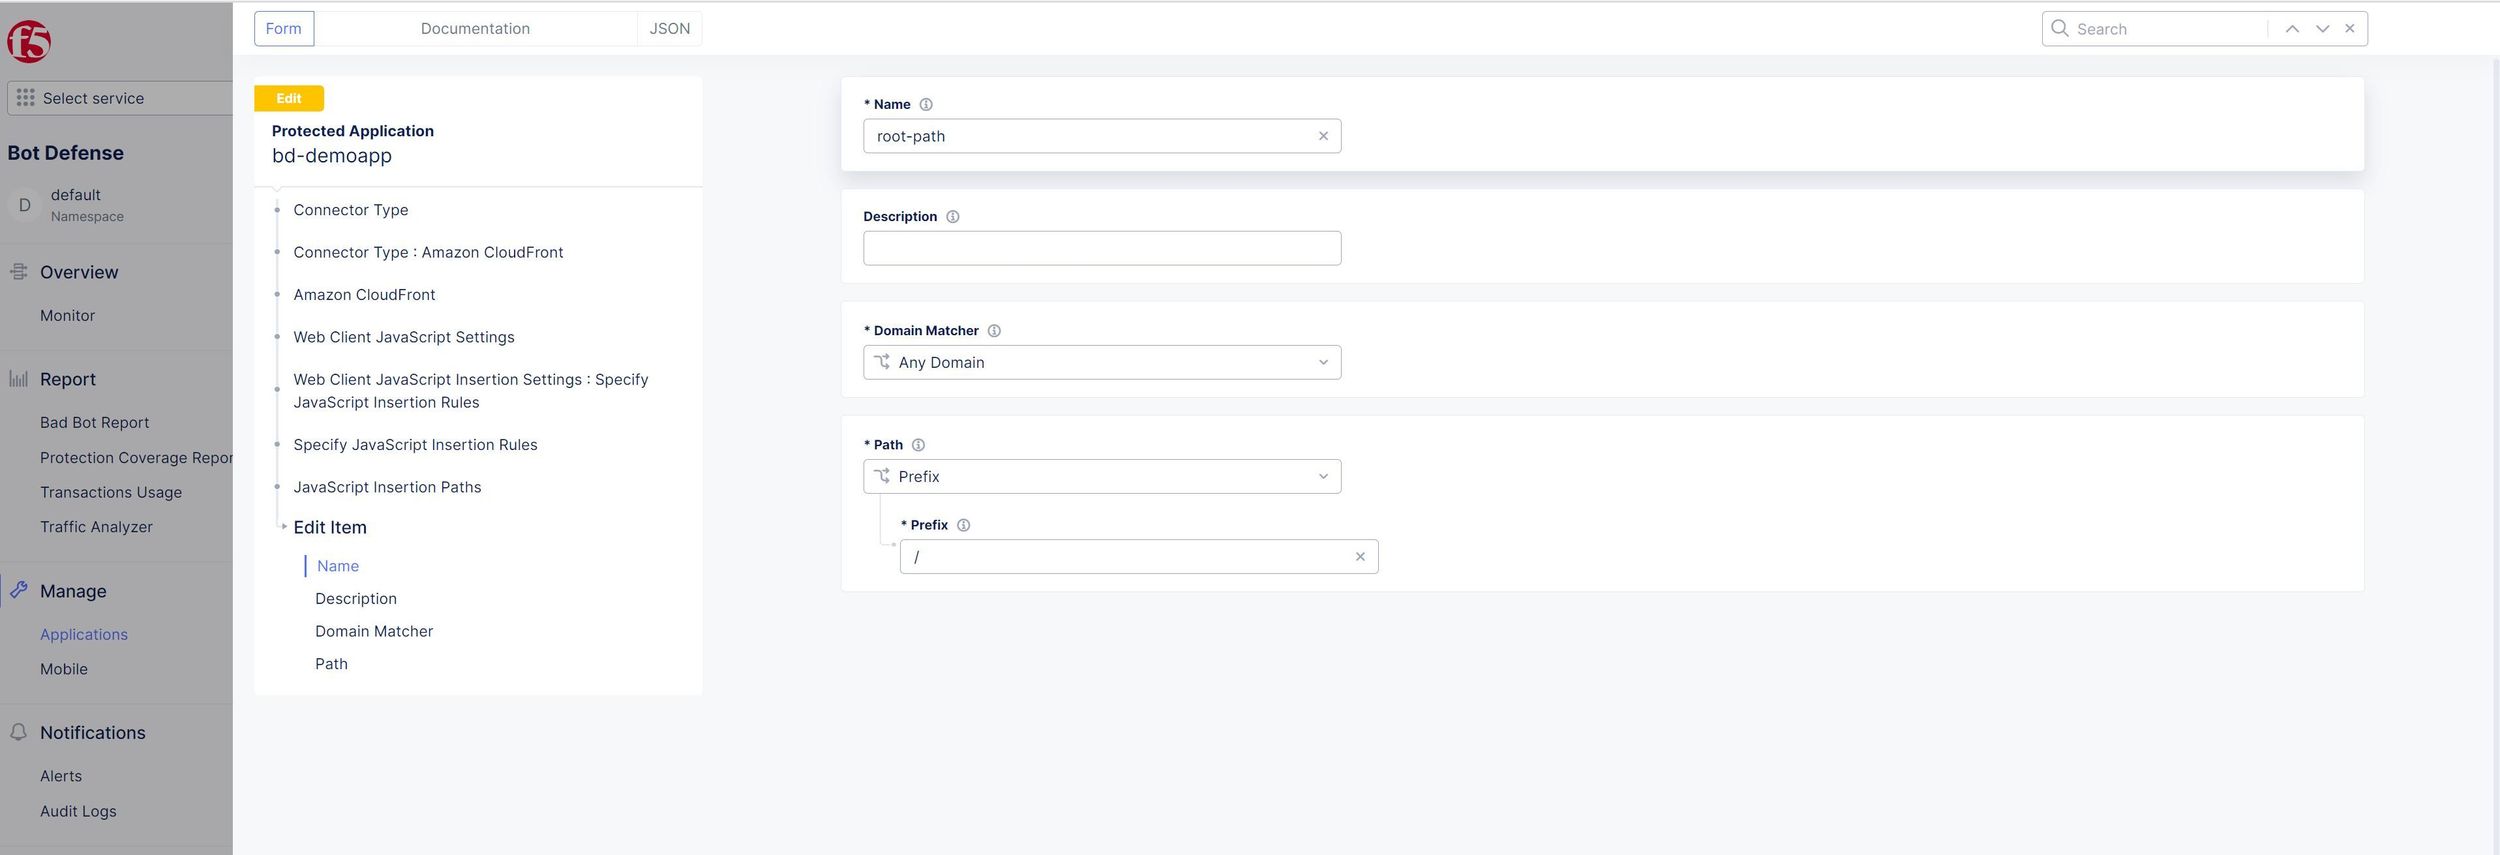 f5
Select service
Bot Defense
D
default
Namespace
Overview
Monitor
Report
Bad Bot Report
Protection Coverage Repor
Transactions Usage
Traffic Analyzer
Manage
Applications
Mobile
Notifications
Alerts
Audit Logs
Form
Documentation
JSON
Search
Edit
Protected Application
bd-demoapp
Connector Type
Connector Type : Amazon CloudFront
Amazon CloudFront
Web Client JavaScript Settings
Web Client JavaScript Insertion Settings : Specify
JavaScript Insertion Rules
Specify JavaScript Insertion Rules
JavaScript Insertion Paths
Edit Item
Name
Description
Domain Matcher
Path
* Name
root-path
Description
* Domain Matcher
Any Domain
* Path
Prefix
* Prefix
/